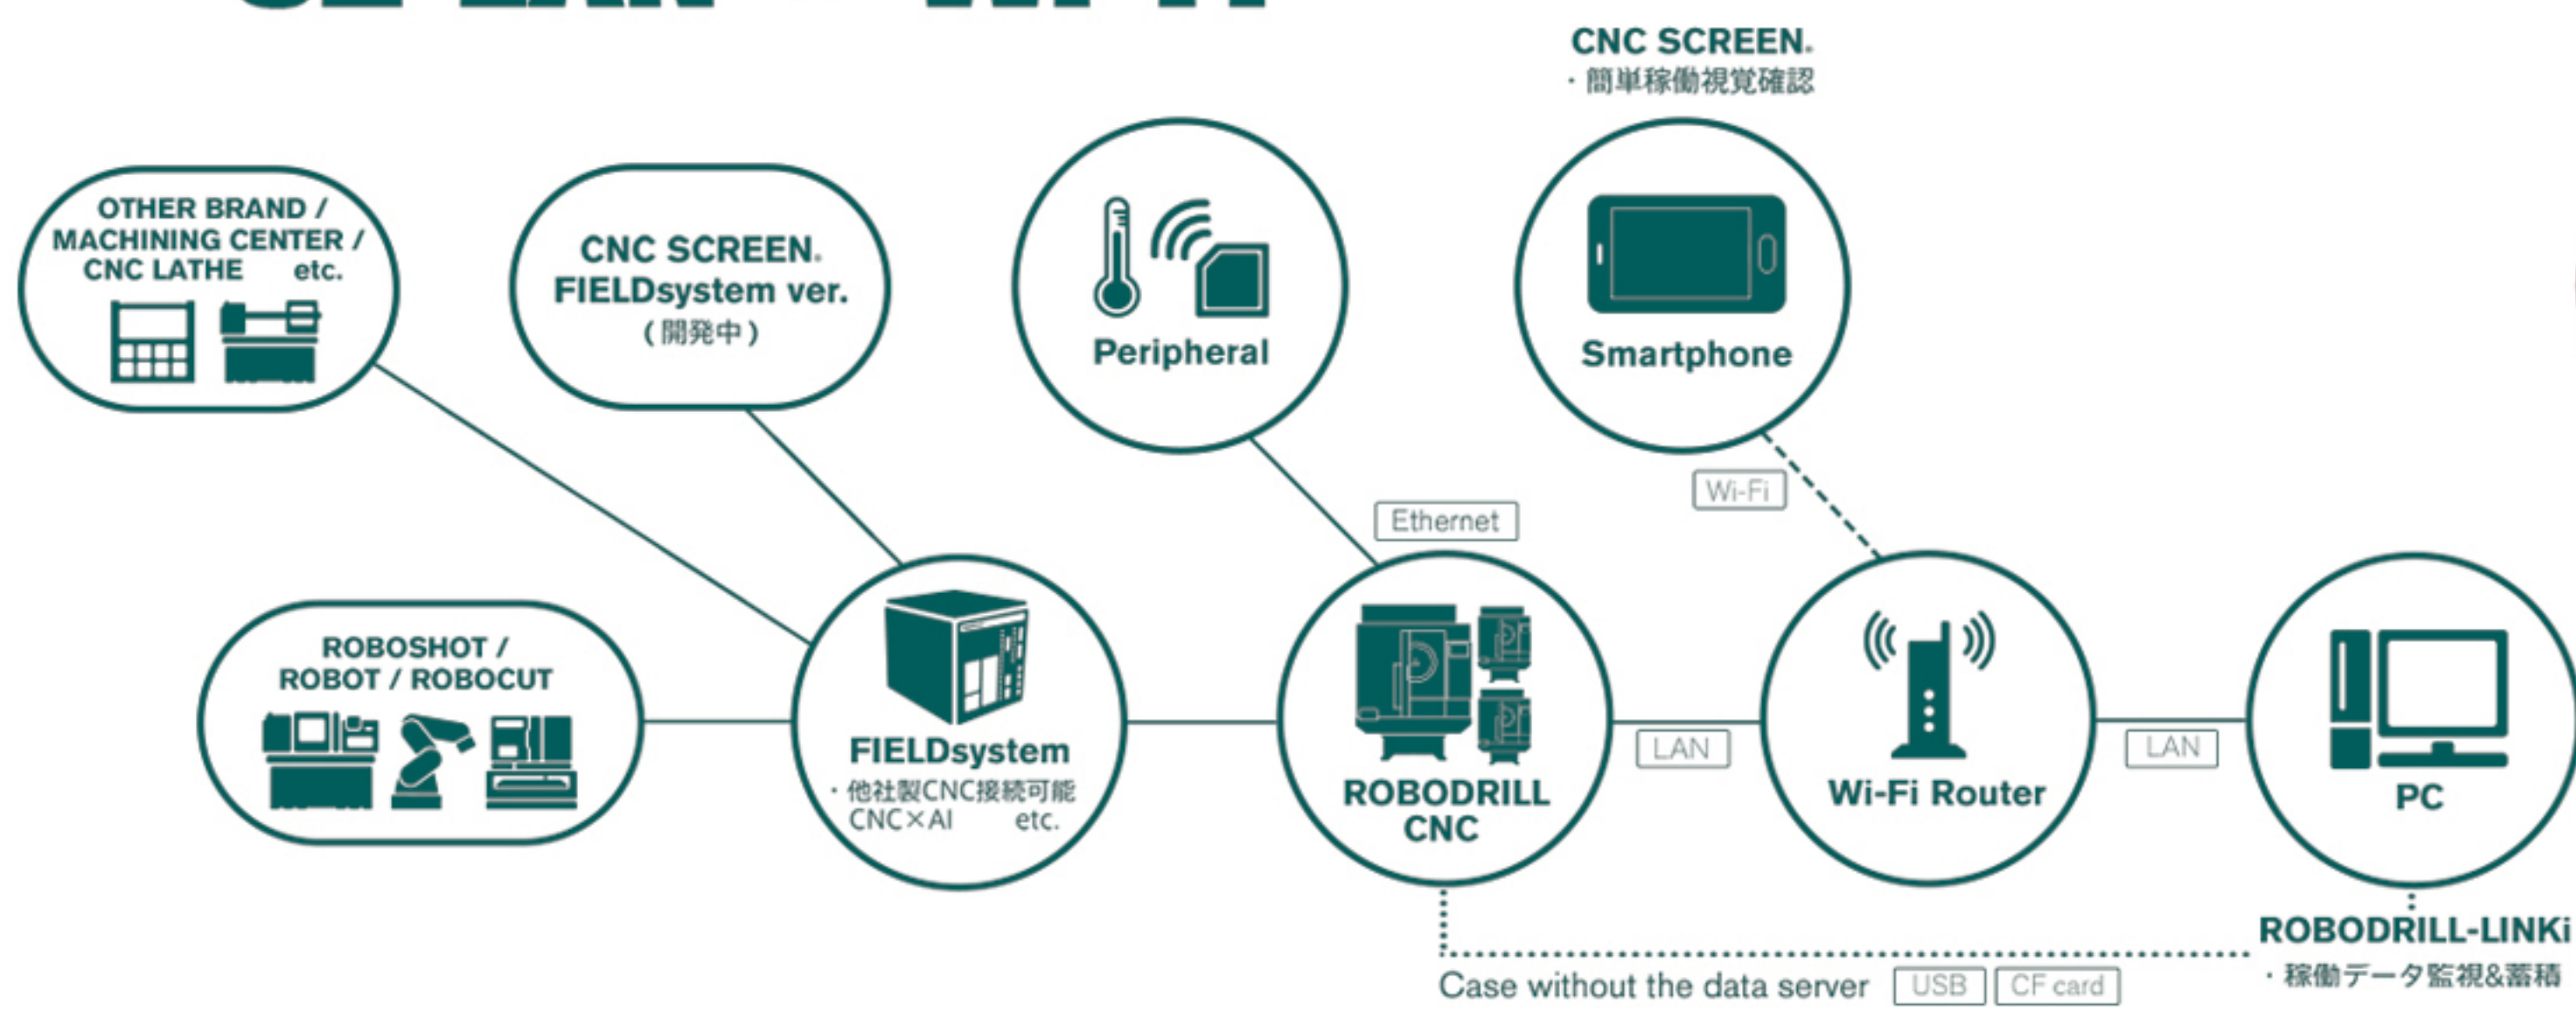 CNC SCREEN.
・簡単稼働視覚確認
OTHER BRAND /
MACHINING CENTER /
CNC LATHE etc.
CNC SCREEN.
FIELDsystem ver.
(開発中)
Peripheral
Smartphone
Wi-Fi
Ethernet
ROBOSHOT /
ROBOT / ROBOCUT
FIELDsystem
・他社製CNC接続可能
CNC×AI etc.
ROBODRILL
CNC
LAN
Wi-Fi Router
LAN
PC
ROBODRILL-LINKi
・稼働データ監視&蓄積
Case without the data server USB CF card